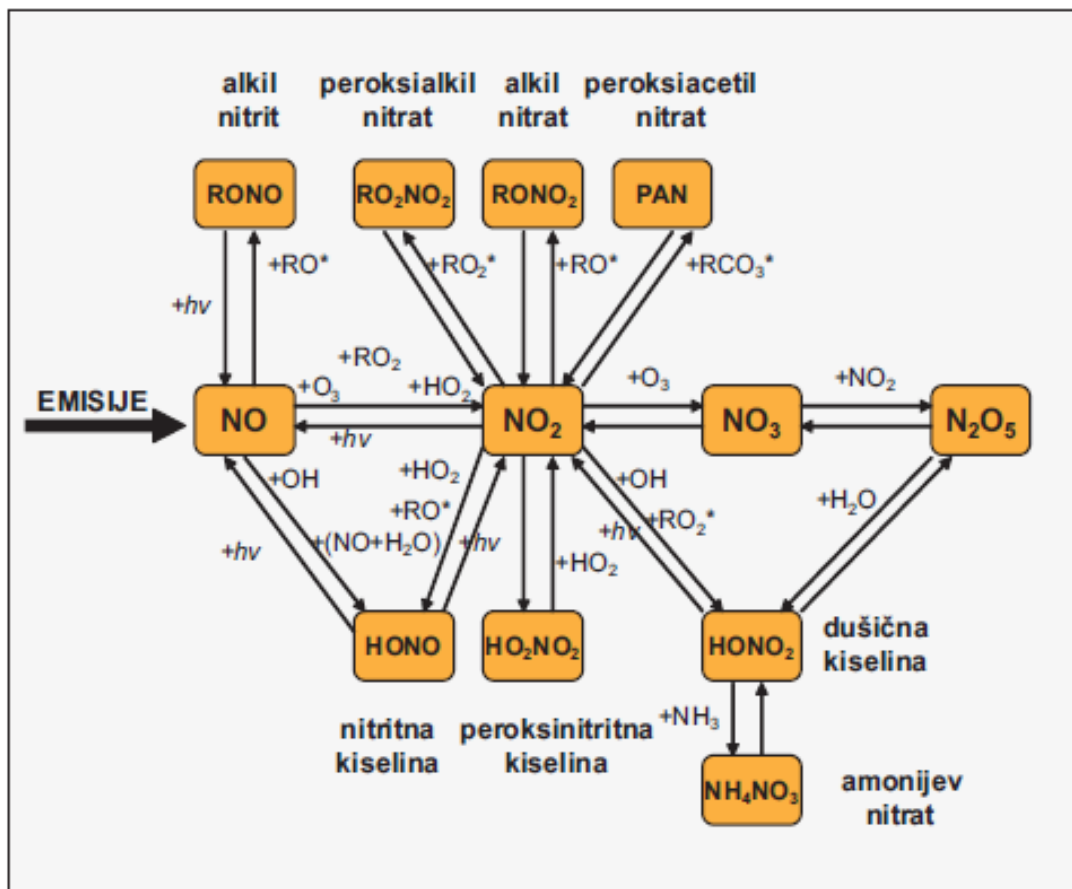 alkil
nitrit
peroksialkil
nitrat
alkil
nitrat
peroksiacetil
nitrat
RONO
RO₂NO₂
RONO₂
PAN
+RO*
+RO₂*
+RO*
+RCO₃*
+hv
+RO₂
+O₃
+HO₂
+O₃
+NO₂
EMISIJE
NO
NO₂
NO₃
N₂O₅
+hv
+OH
+HO₂
+OH
+H₂O
+RO*
+RO₂*
+hv
+(NO+H₂O)
+hv
+hv
+HO₂
HONO
HO₂NO₂
HONO₂
dušična
kiselina
nitritna
kiselina
peroksinitritna
kiselina
+NH₃
NH₄NO₃
amonijev
nitrat